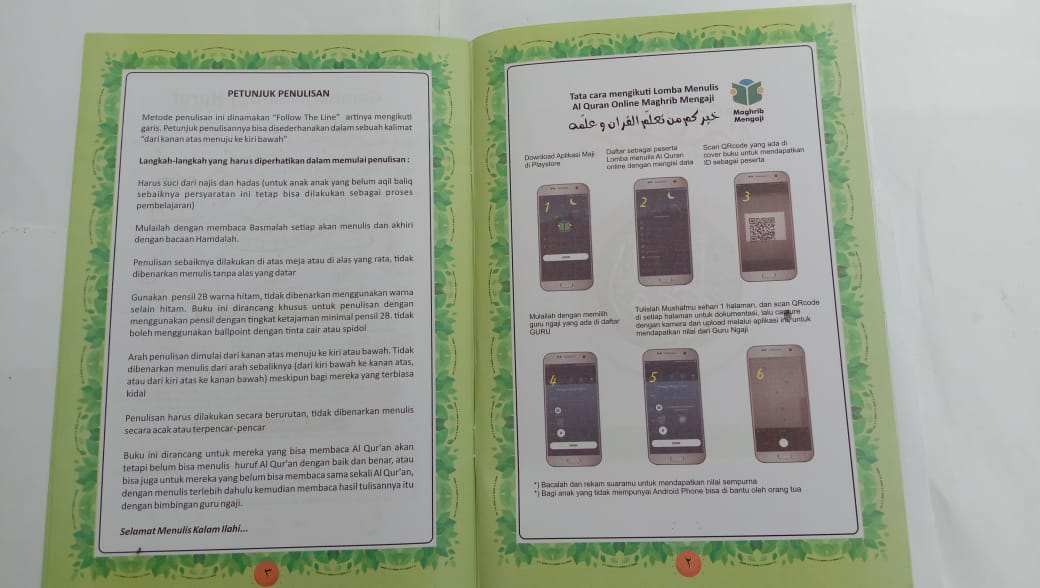 PETUNJUK PENULISAN
Metode penulisan ini dinamakan "Follow The Line" artinya mengikuti
garis. Petunjuk penulisannya bisa disederhanakan dalam sebuah kalimat
"dari kanan atas menuju ke kiri bawah"
Langkah-langkah yang harus diperhatikan dalam memulai penulisan :
Harus suci dari najis dan hadas (untuk anak anak yang belum aqil baliq
sebaiknya persyaratan ini tetap bisa dilakukan sebagai proses
pembelajaran)
Mulailah dengan membaca Basmalah setiap akan menulis dan akhiri
dengan bacaan Hamdalah.
Penulisan sebaiknya dilakukan di atas meja atau di alas yang rata, tidak
dibenarkan menulis tanpa alas yang datar
Gunakan pensil 2B warna hitam, tidak dibenarkan menggunakan warna
selain hitam. Buku ini dirancang khusus untuk penulisan dengan
menggunakan pensil dengan tingkat ketajaman minimal pensil 2B. tidak
boleh menggunakan ballpoint dengan tinta cair atau spidol
Arah penulisan dimulai dari kanan atas menuju ke kiri atau bawah. Tidak
dibenarkan menulis dari arah sebaliknya (dari kiri bawah ke kanan atas,
atau dari kiri atas ke kanan bawah) meskipun bagi mereka yang terbiasa
kidal
Penulisan harus dilakukan secara berurutan, tidak dibenarkan menulis
secara acak atau terpencar-pencar
Buku ini dirancang untuk mereka yang bisa membaca Al Qur'an akan
tetapi belum bisa menulis huruf Al Qur'an dengan baik dan benar, atau
bisa juga untuk mereka yang belum bisa membaca sama sekali Al Qur'an,
dengan menulis terlebih dahulu kemudian membaca hasil tulisannya itu
dengan bimbingan guru ngaji.
Selamat Menulis Kalam Ilahi...
٣
Tata cara mengikuti Lomba Menulis
Al Quran Online Maghrib Mengaji
Maghrib
Mengaji
خيركم من تعلم القرآن وعلمه
Download Aplikasi Maji
di Playstore
Daftar sebagai peserta
Lomba menulis Al Quran
online dengan mengisi data
Scan QRcode yang ada di
cover buku untuk mendapatkan
ID sebagai peserta
1
2
3
Mulailah dengan memilih
guru ngaji yang ada di daftar
GURU
Tulislah Mushafmu sehari 1 halaman, dan scan QRcode
di setiap halaman untuk dokumentasi, lalu capture
dengan kamera dan upload melalui aplikasi ini untuk
mendapatkan nilai dari Guru Ngaji
4
5
6
*) Bacalah dan rekam suaramu untuk mendapatkan nilai sempurna
*) Bagi anak yang tidak mempunyai Android Phone bisa di bantu oleh orang tua
٢